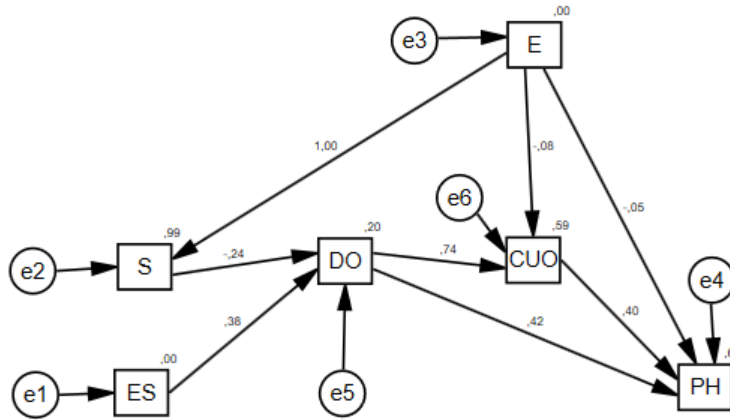 ,00
e3
E
1,00
-,08
-,05
e6
,99
,20
,59
e2
S
-,24
DO
,74
CUO
e4
,00
,38
,42
,40
e1
ES
e5
PH